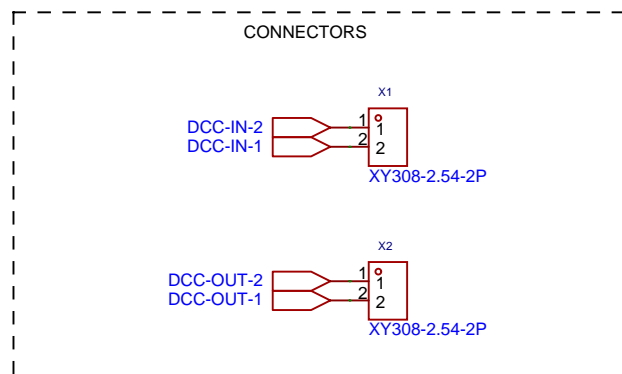 CONNECTORS
X1
DCC-IN-2 1 1
DCC-IN-1 2 2
XY308-2.54-2P
X2
DCC-OUT-2 1 1
DCC-OUT-1 2 2
XY308-2.54-2P